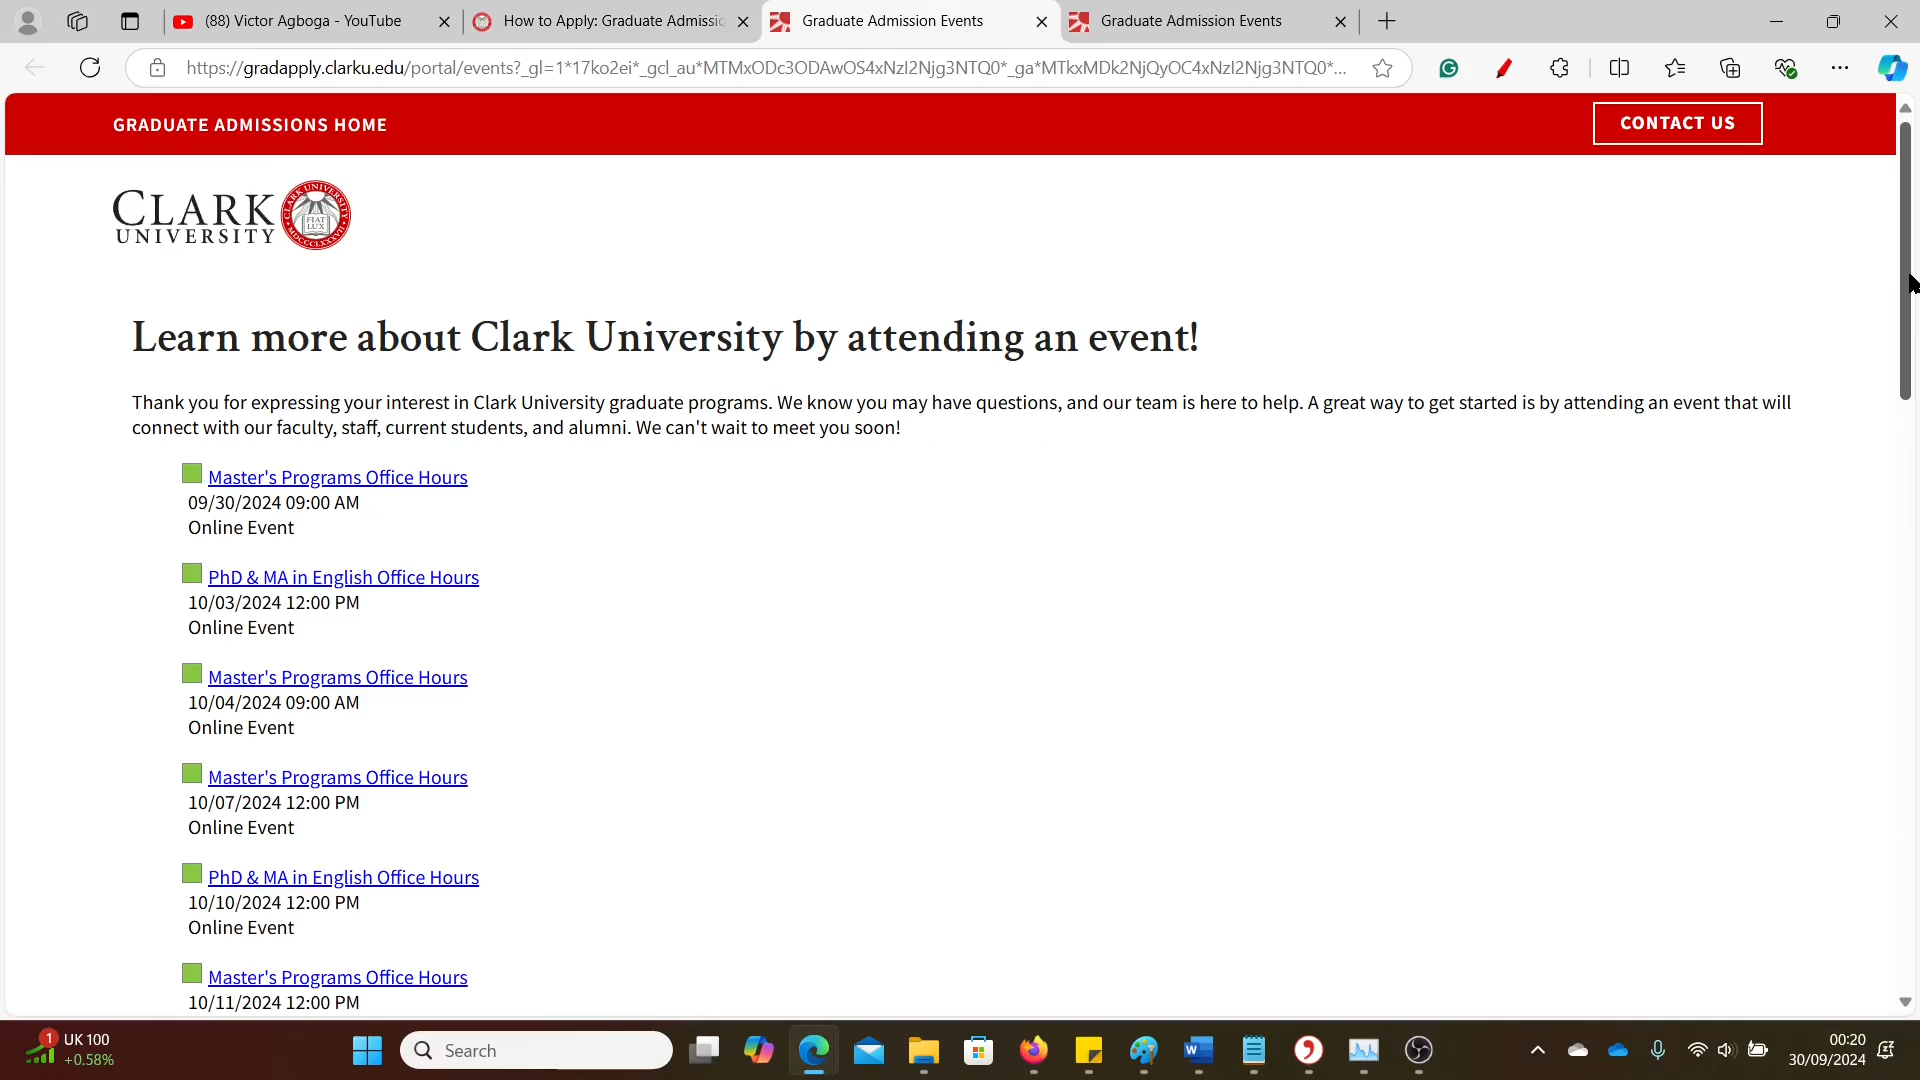 (88) Victor Agboga - YouTube
How to Apply: Graduate Admissio
Graduate Admission Events
Graduate Admission Events
https://gradapply.clarku.edu/portal/events?_gl=1*17ko2ei*_gcl_au*MTMxODc3ODAwOS4xNzI2Njg3NTQ0*_ga*MTkxMDk2NjQyOC4xNzI2Njg3NTQ0*...
GRADUATE ADMISSIONS HOME
CONTACT US
CLARK
UNIVERSITY
CLARK UNIVERSITY
FIAT
LUX
MDCCCLXXXVII
Learn more about Clark University by attending an event!
Thank you for expressing your interest in Clark University graduate programs. We know you may have questions, and our team is here to help. A great way to get started is by attending an event that will
connect with our faculty, staff, current students, and alumni. We can't wait to meet you soon!
Master's Programs Office Hours
09/30/2024 09:00 AM
Online Event
PhD & MA in English Office Hours
10/03/2024 12:00 PM
Online Event
Master's Programs Office Hours
10/04/2024 09:00 AM
Online Event
Master's Programs Office Hours
10/07/2024 12:00 PM
Online Event
PhD & MA in English Office Hours
10/10/2024 12:00 PM
Online Event
Master's Programs Office Hours
10/11/2024 12:00 PM
1
UK 100
+0.58%
Search
00:20
30/09/2024